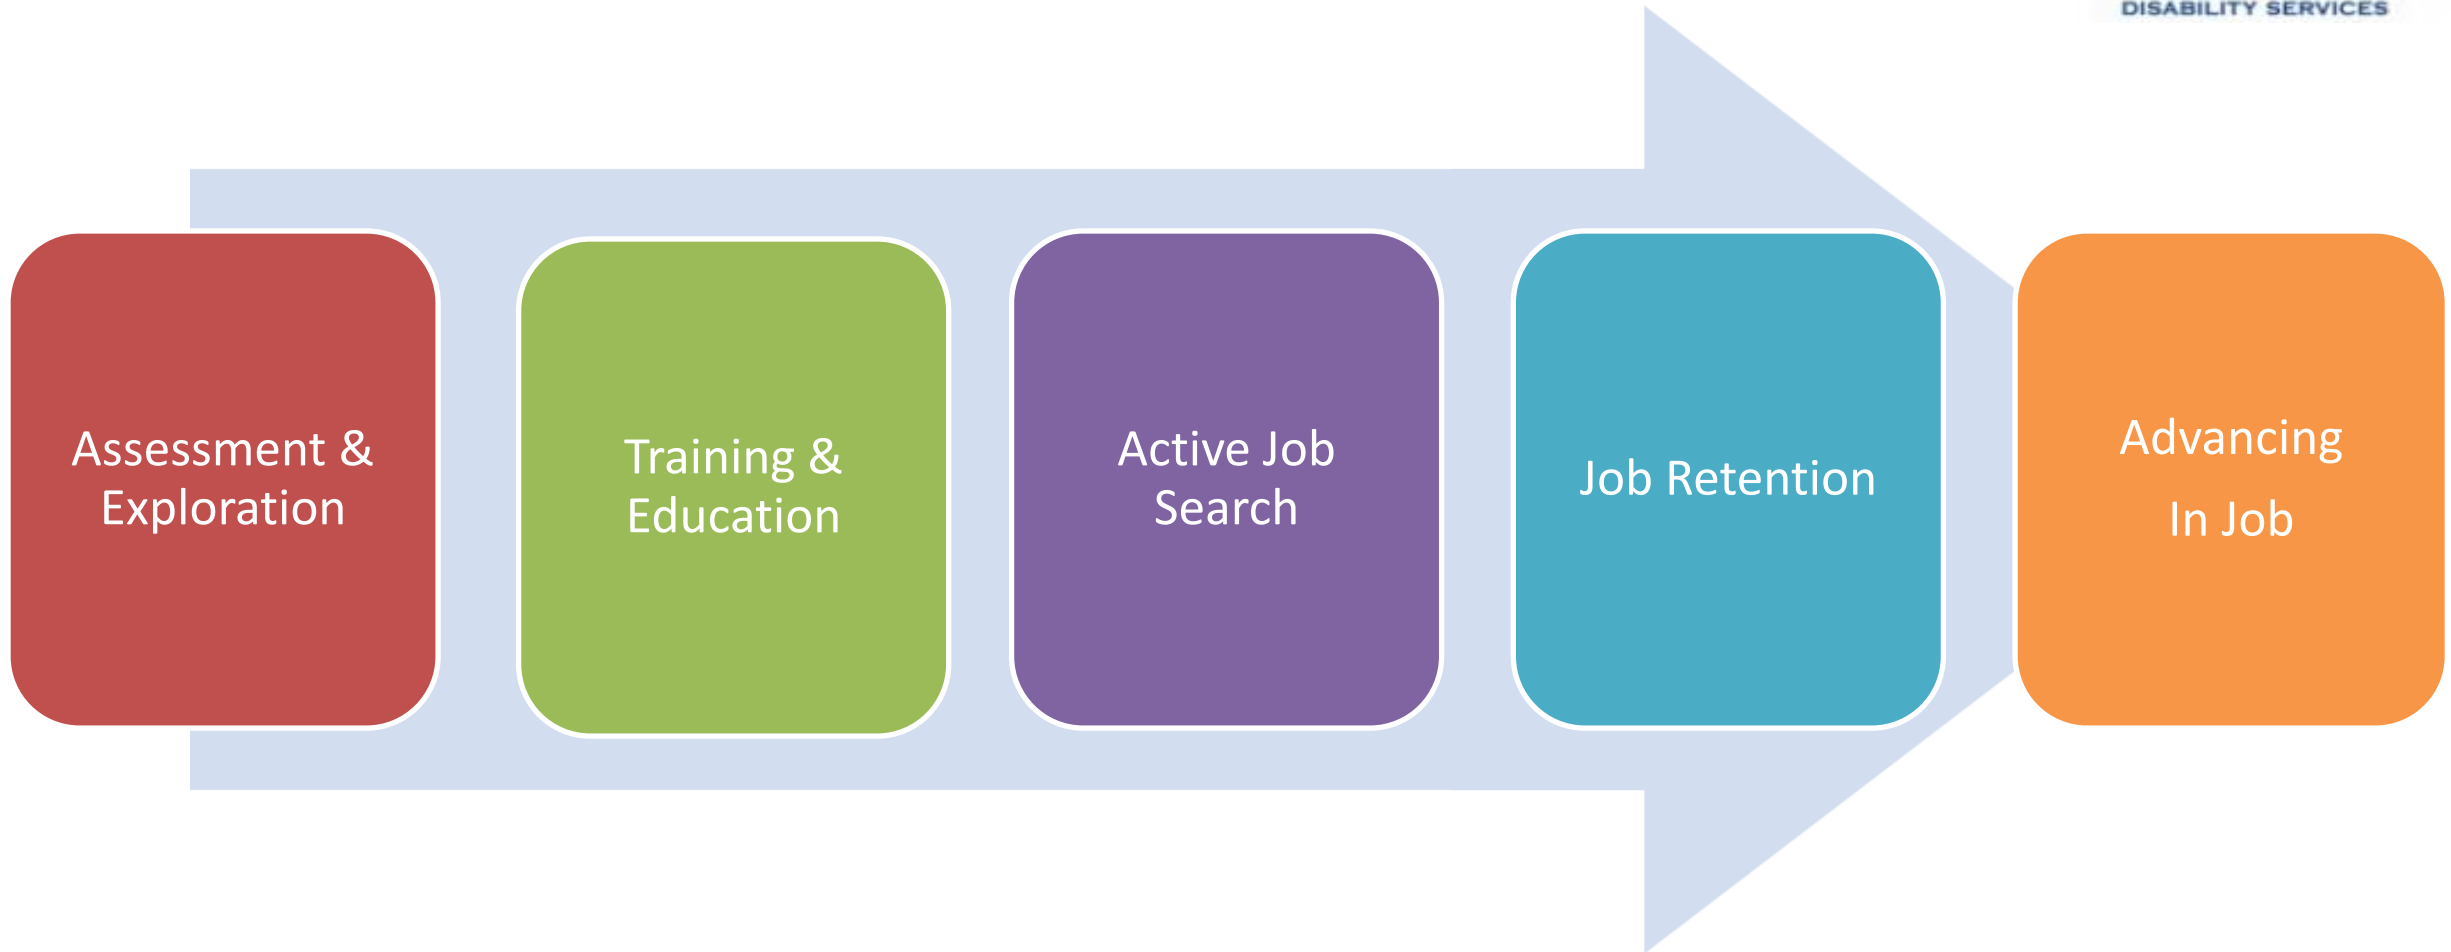 DISABILITY SERVICES
Assessment &
Exploration
Training &
Education
Active Job
Search
Job Retention
Advancing
In Job